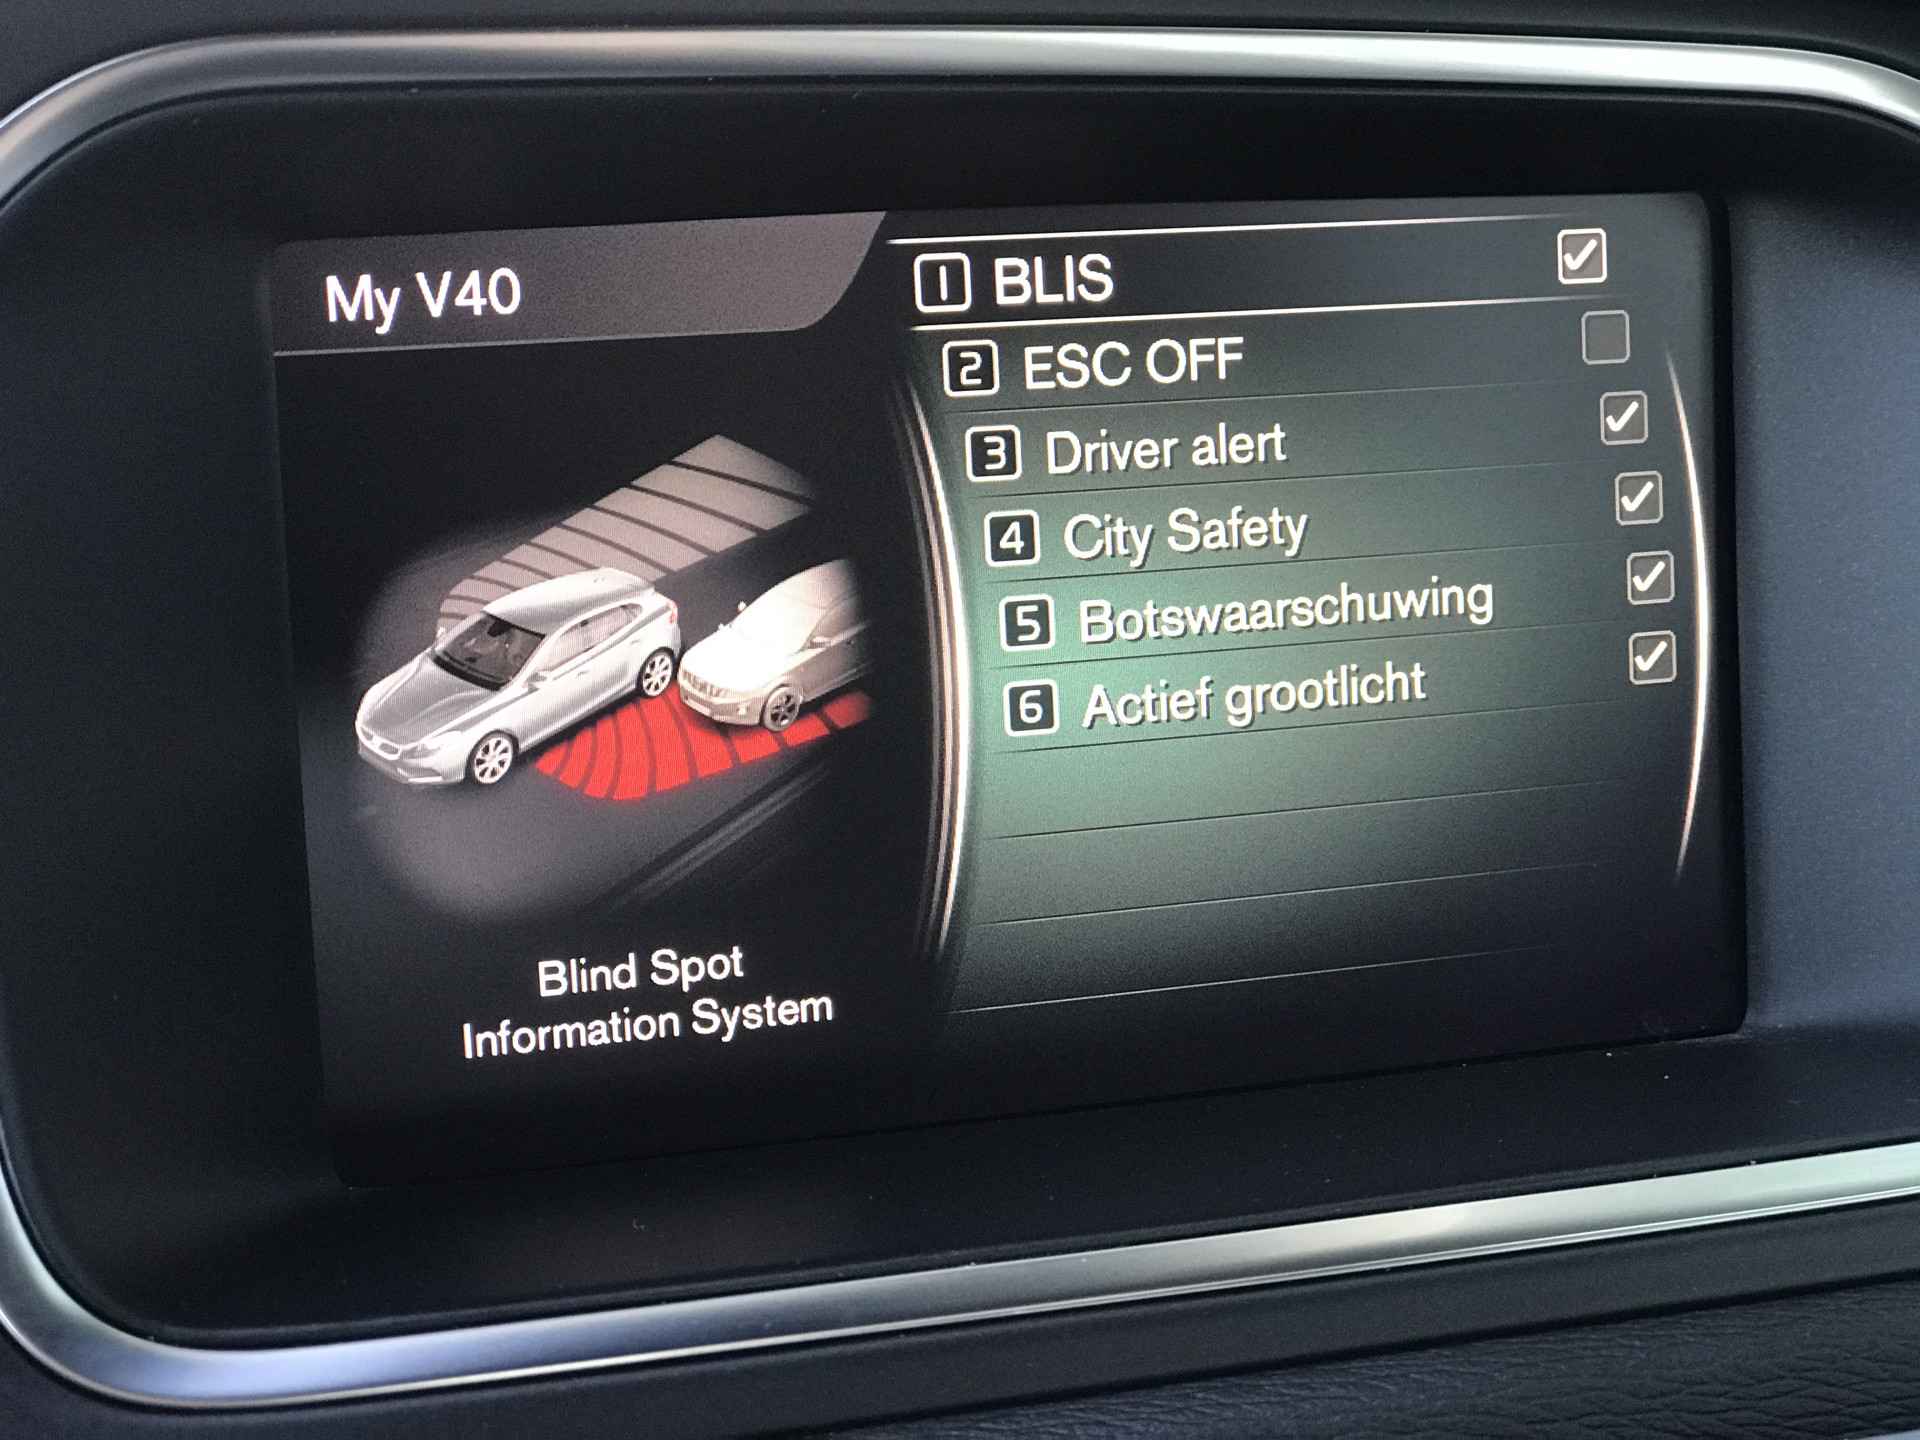 My V40
1 BLIS
2 ESC OFF
3 Driver alert
4 City Safety
5 Botswaarschuwing
6 Actief grootlicht
Blind Spot
Information System